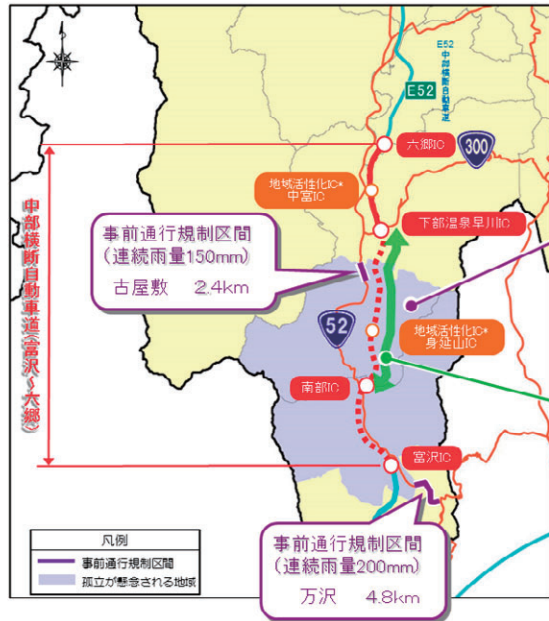 E52
中部横断自動車道
E52
六郷IC
300
地域活性化IC*
中富IC
下部温泉早川IC
事前通行規制区間
(連続雨量150mm)
古屋敷 2.4km
中部横断自動車道(富沢~六郷)
52
地域活性化IC*
身延山IC
南部IC
富沢IC
事前通行規制区間
(連続雨量200mm)
万沢 4.8km
凡例
事前通行規制区間
孤立が懸念される地域